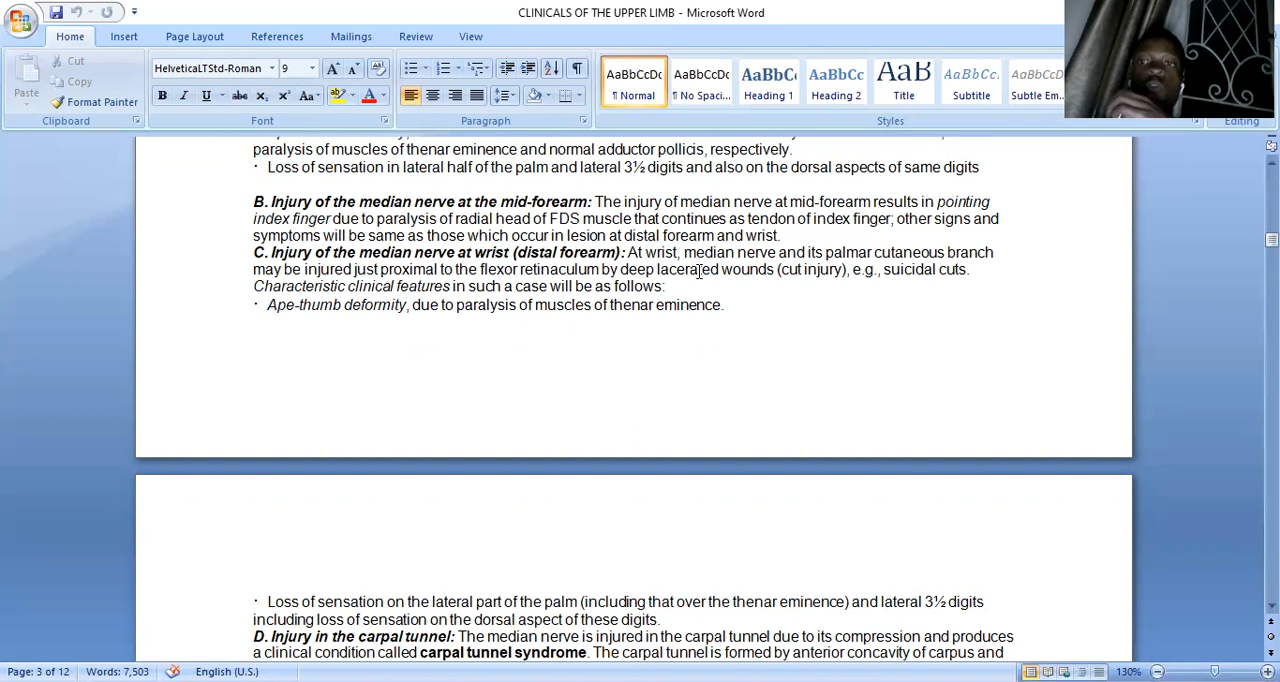 CLINICALS OF THE UPPER LIMB - Microsoft Word
Home Insert Page Layout References Mailings Review View
Cut
Copy
Paste
Format Painter
HelveticaLTStd-Roman 9
AaBbCcDc AaBbCcDc AaBbC AaBbCc AaB AaBbCc. AaBbCcD
¶ Normal ¶ No Spaci... Heading 1 Heading 2 Title Subtitle Subtle Em...
Clipboard Font Paragraph Styles Editing
paralysis of muscles of thear eminence and normal adductor pollicis, respectively.
· Loss of sensation in lateral half of the palm and lateral 3½ digits and also on the dorsal aspects of same digits
B. Injury of the median nerve at the mid-forearm: The injury of median nerve at mid-forearm results in pointing
index finger due to paralysis of radial head of FDS muscle that continues as tendon of index finger; other signs and
symptoms will be same as those which occur in lesion at distal forearm and wrist.
C. Injury of the median nerve at wrist (distal forearm): At wrist, median nerve and its palmar cutaneous branch
may be injured just proximal to the flexor retinaculum by deep lacerated wounds (cut injury), e.g., suicidal cuts.
Characteristic clinical features in such a case will be as follows:
· Ape-thumb deformity, due to paralysis of muscles of thenar eminence.
· Loss of sensation on the lateral part of the palm (including that over the thenar eminence) and lateral 3½ digits
including loss of sensation on the dorsal aspect of these digits.
D. Injury in the carpal tunnel: The median nerve is injured in the carpal tunnel due to its compression and produces
a clinical condition called carpal tunnel syndrome. The carpal tunnel is formed by anterior concavity of carpus and
Page: 3 of 12 Words: 7,503 English (U.S.) 130%